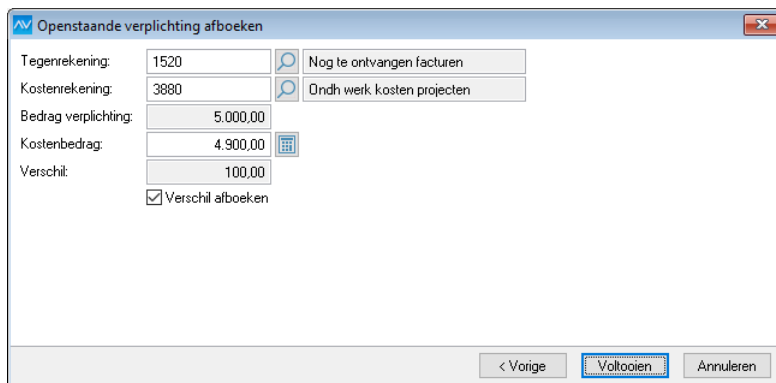 Openstaande verplichting afboeken
Tegenrekening: 1520 Nog te ontvangen facturen
Kostenrekening: 3880 Ondh werk kosten projecten
Bedrag verplichting: 5.000,00
Kostenbedrag: 4.900,00
Verschil: 100,00
Verschil afboeken
< Vorige Voltooien Annuleren